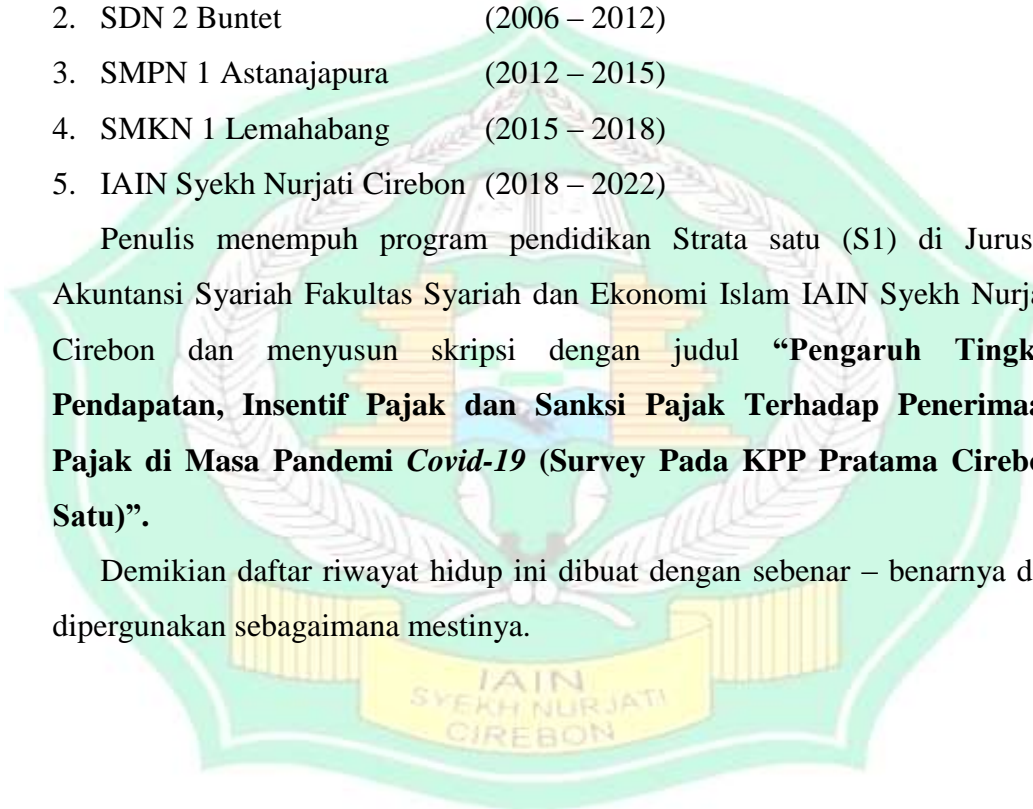 2. SDN 2 Buntet (2006 – 2012)
3. SMPN 1 Astanajapura (2012 – 2015)
4. SMKN 1 Lemahabang (2015 – 2018)
5. IAIN Syekh Nurjati Cirebon (2018 – 2022)
Penulis menempuh program pendidikan Strata satu (S1) di Jurus
Akuntansi Syariah Fakultas Syariah dan Ekonomi Islam IAIN Syekh Nurja
Cirebon dan menyusun skripsi dengan judul “Pengaruh Tingk
Pendapatan, Insentif Pajak dan Sanksi Pajak Terhadap Penerimaa
Pajak di Masa Pandemi Covid-19 (Survey Pada KPP Pratama Cirebo
Satu)”.
Demikian daftar riwayat hidup ini dibuat dengan sebenar – benarnya d
dipergunakan sebagaimana mestinya.
IAIN
SYEKH NURJATI
CIREBON